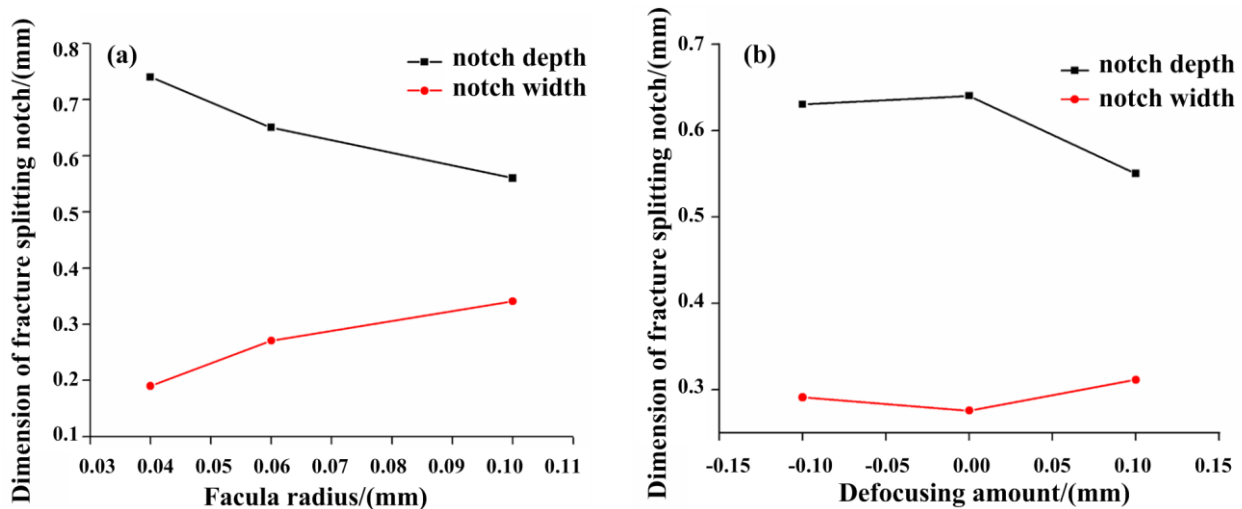 (a)
notch depth
notch width
Dimension of fracture splitting notch/(mm)
0.8
0.7
0.6
0.5
0.4
0.3
0.2
0.1
0.03 0.04 0.05 0.06 0.07 0.08 0.09 0.10 0.11
Facula radius/(mm)
(b)
notch depth
notch width
Dimension of fracture splitting notch/(mm)
0.7
0.6
0.5
0.4
0.3
-0.15 -0.10 -0.05 0.00 0.05 0.10 0.15
Defocusing amount/(mm)